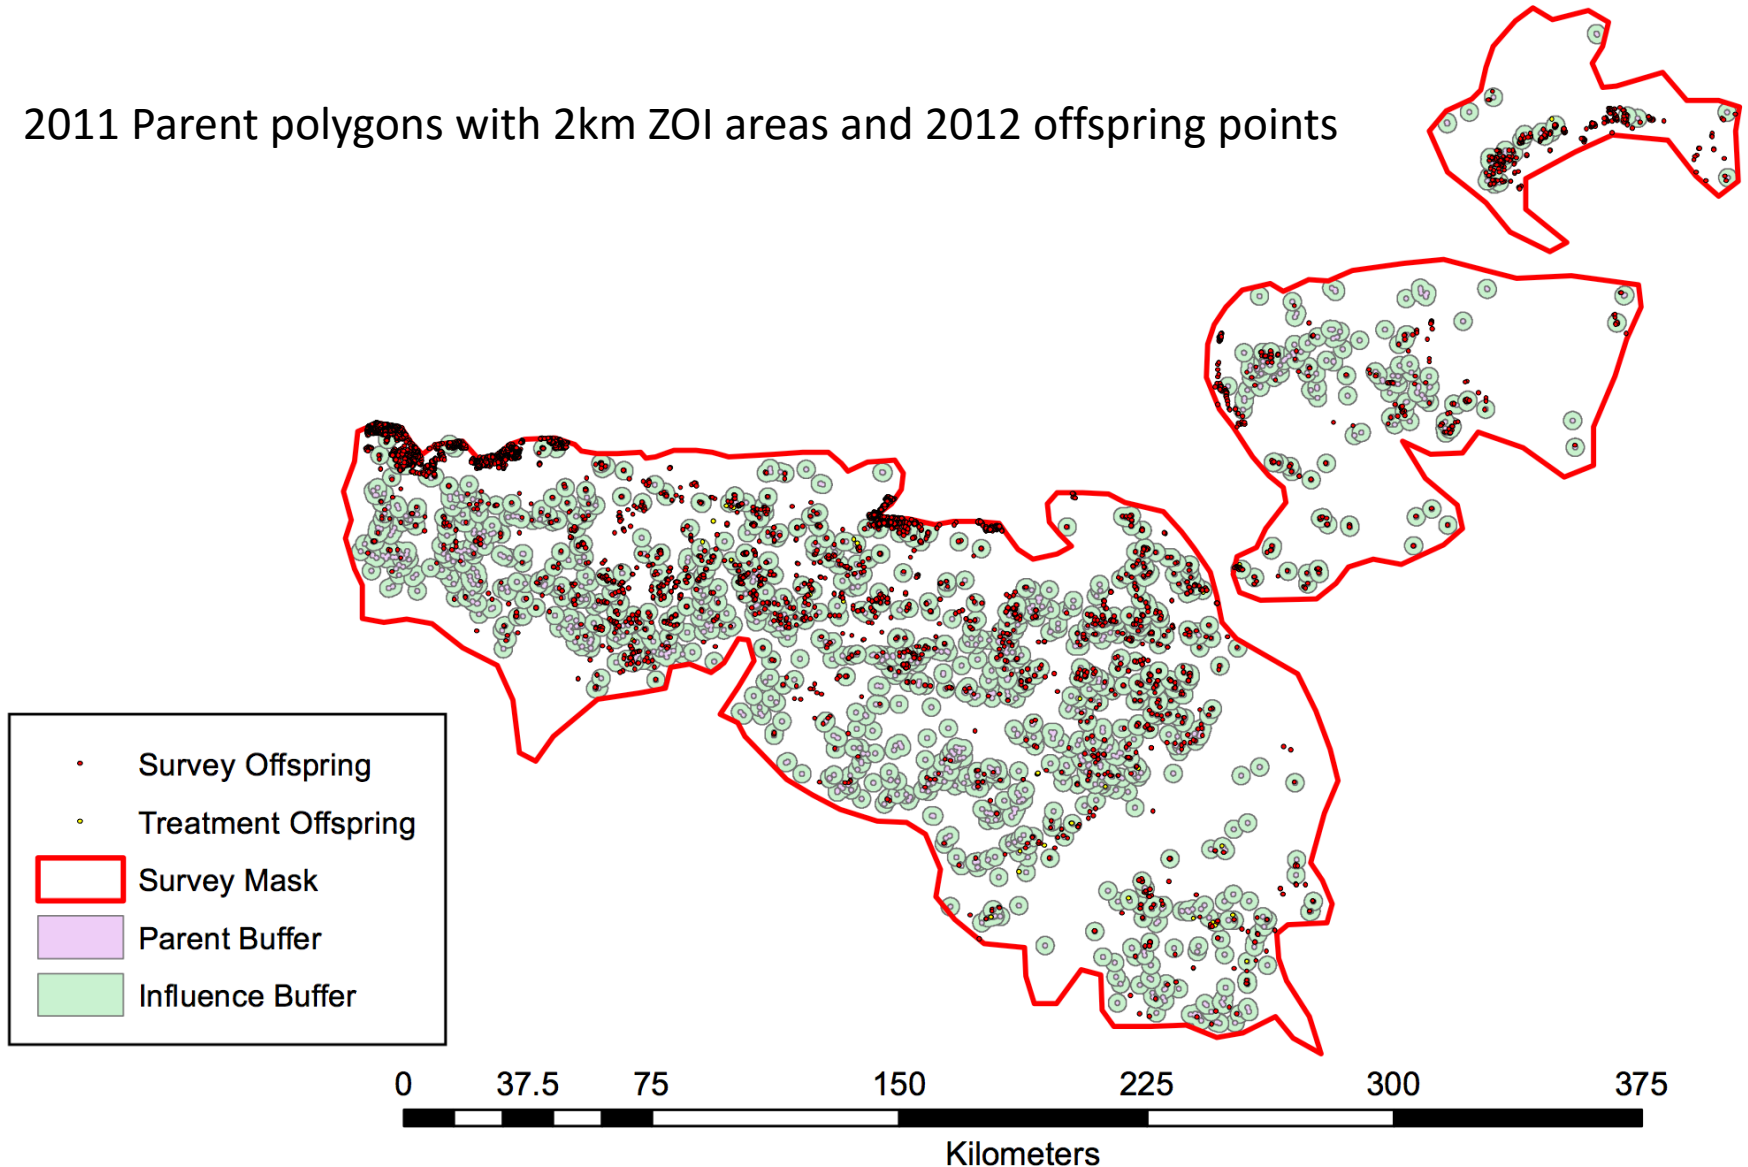 2011 Parent polygons with 2km ZOI areas and 2012 offspring points
Survey Offspring
Treatment Offspring
Survey Mask
Parent Buffer
Influence Buffer
0 37.5 75 150 225 300 375
Kilometers